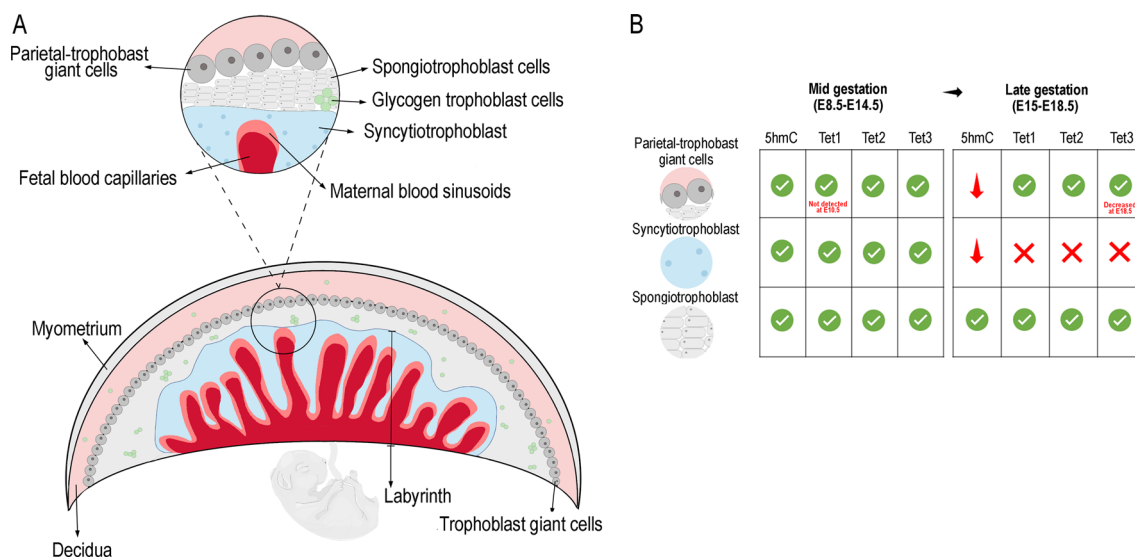 A
Parietal-trophobast
giant cells
Spongiotrophoblast cells
Glycogen trophoblast cells
Syncytiotrophoblast
Fetal blood capillaries
Maternal blood sinusoids
Myometrium
Labyrinth
Trophoblast giant cells
Decidua
B
Mid gestation
(E8.5-E14.5)
Late gestation
(E15-E18.5)
5hmC Tet1 Tet2 Tet3 5hmC Tet1 Tet2 Tet3
Parietal-trophobast
giant cells
Not detected
at E10.5
Decreased
at E18.5
Syncytiotrophoblast
Spongiotrophoblast